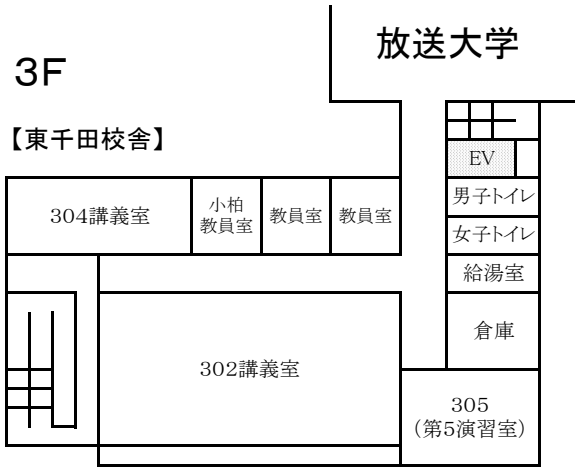 放送大学
3F
【東千田校舎】
EV
男子トイレ
304講義室
小柏
教員室
教員室
教員室
女子トイレ
給湯室
倉庫
302講義室
305
（第5演習室）